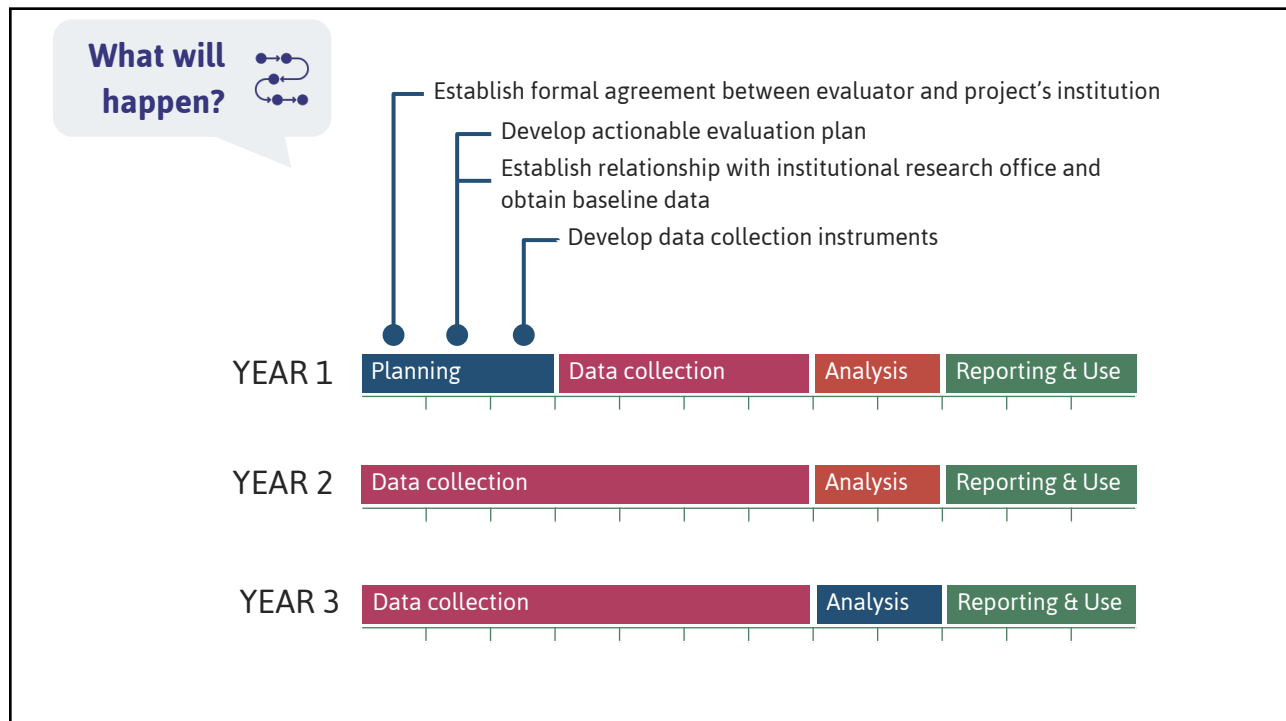 What will
happen?
Establish formal agreement between evaluator and project’s institution
Develop actionable evaluation plan
Establish relationship with institutional research office and
obtain baseline data
Develop data collection instruments
YEAR 1
Planning
Data collection
Analysis
Reporting & Use
YEAR 2
Data collection
Analysis
Reporting & Use
YEAR 3
Data collection
Analysis
Reporting & Use